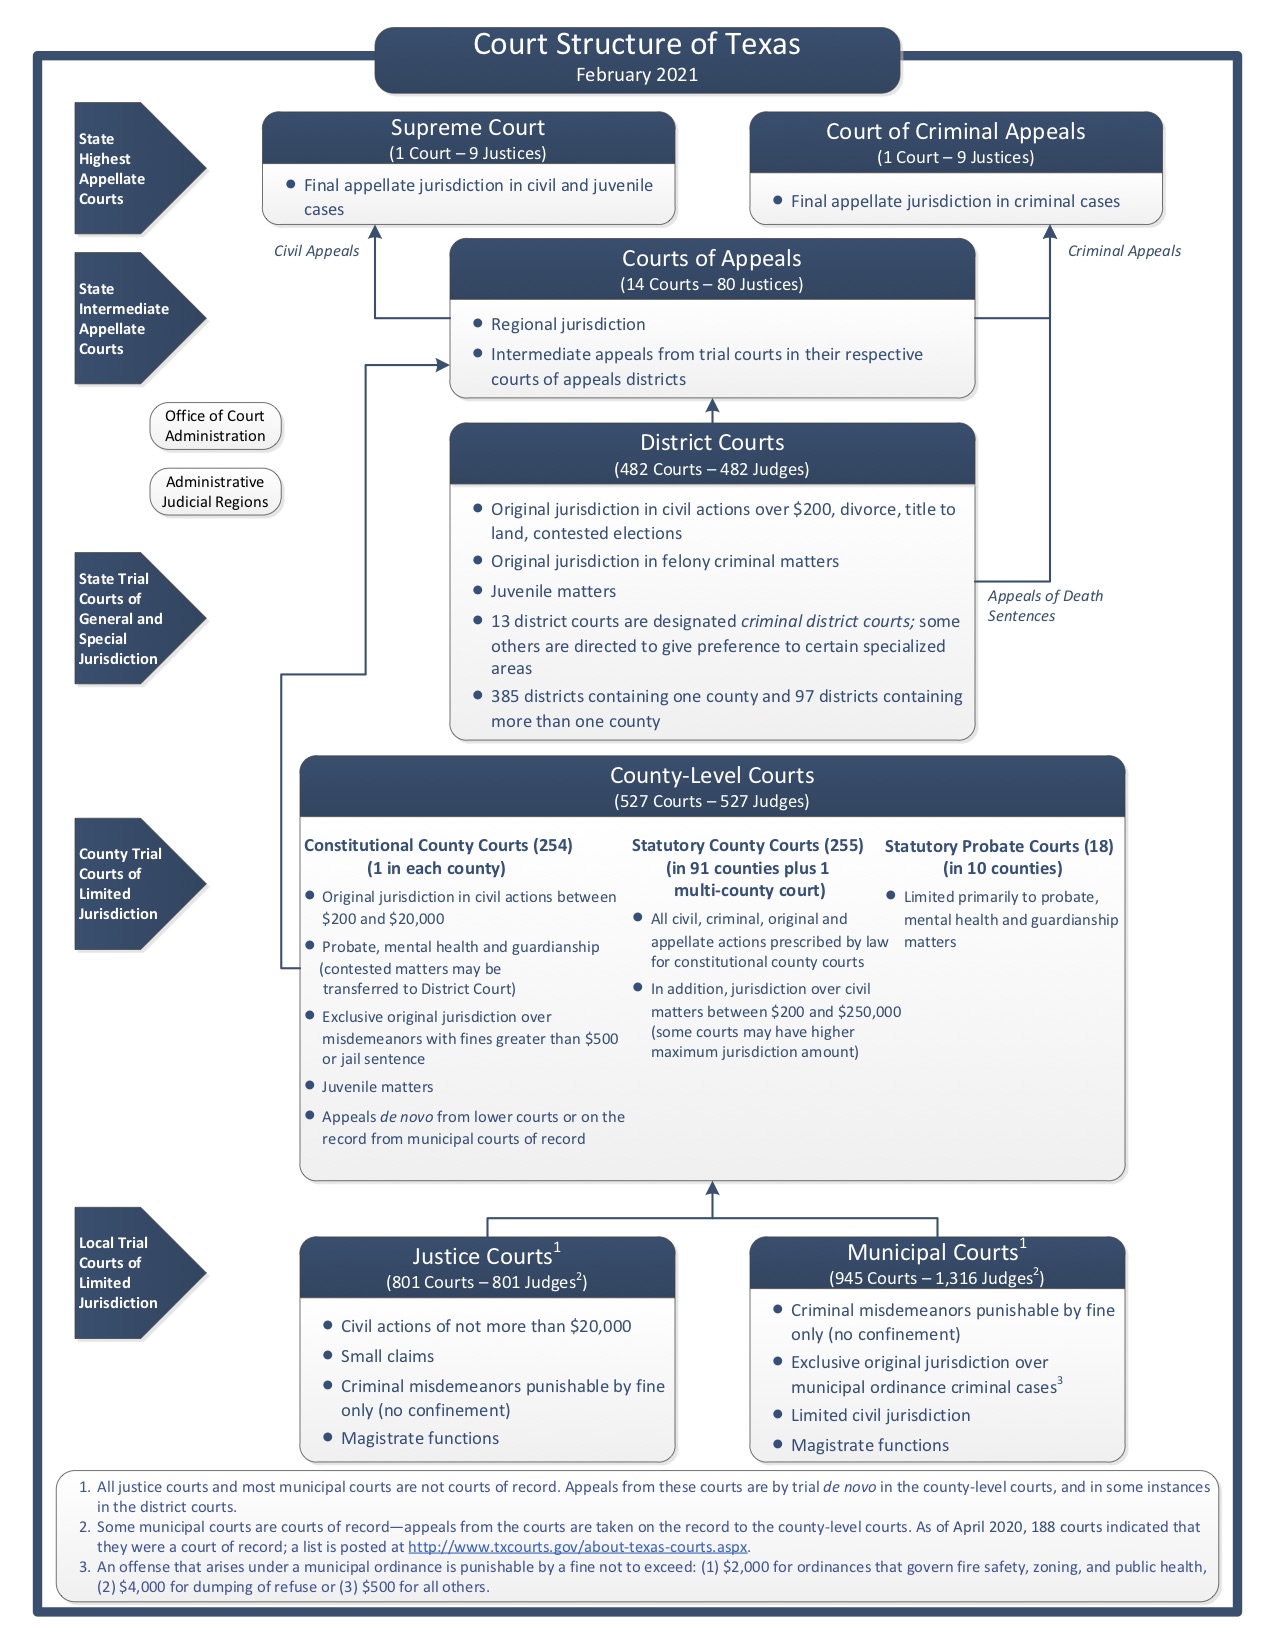 Court Structure of Texas
February 2021
State
Highest
Appellate
Courts
Supreme Court
(1 Court – 9 Justices)
● Final appellate jurisdiction in civil and juvenile
cases
Court of Criminal Appeals
(1 Court – 9 Justices)
● Final appellate jurisdiction in criminal cases
Civil Appeals
Criminal Appeals
State
Intermediate
Appellate
Courts
Courts of Appeals
(14 Courts – 80 Justices)
● Regional jurisdiction
● Intermediate appeals from trial courts in their respective
courts of appeals districts
Office of Court
Administration
Administrative
Judicial Regions
State Trial
Courts of
General and
Special
Jurisdiction
District Courts
(482 Courts – 482 Judges)
● Original jurisdiction in civil actions over $200, divorce, title to
land, contested elections
● Original jurisdiction in felony criminal matters
● Juvenile matters
● 13 district courts are designated criminal district courts; some
others are directed to give preference to certain specialized
areas
● 385 districts containing one county and 97 districts containing
more than one county
Appeals of Death
Sentences
County Trial
Courts of
Limited
Jurisdiction
County-Level Courts
(527 Courts – 527 Judges)
Constitutional County Courts (254)
(1 in each county)
● Original jurisdiction in civil actions between
$200 and $20,000
● Probate, mental health and guardianship
(contested matters may be
transferred to District Court)
● Exclusive original jurisdiction over
misdemeanors with fines greater than $500
or jail sentence
● Juvenile matters
● Appeals de novo from lower courts or on the
record from municipal courts of record
Statutory County Courts (255)
(in 91 counties plus 1
multi-county court)
● All civil, criminal, original and
appellate actions prescribed by law
for constitutional county courts
● In addition, jurisdiction over civil
matters between $200 and $250,000
(some courts may have higher
maximum jurisdiction amount)
Statutory Probate Courts (18)
(in 10 counties)
● Limited primarily to probate,
mental health and guardianship
matters
Local Trial
Courts of
Limited
Jurisdiction
Justice Courts1
(801 Courts – 801 Judges2)
● Civil actions of not more than $20,000
● Small claims
● Criminal misdemeanors punishable by fine
only (no confinement)
● Magistrate functions
Municipal Courts1
(945 Courts – 1,316 Judges2)
● Criminal misdemeanors punishable by fine
only (no confinement)
● Exclusive original jurisdiction over
municipal ordinance criminal cases3
● Limited civil jurisdiction
● Magistrate functions
1. All justice courts and most municipal courts are not courts of record. Appeals from these courts are by trial de novo in the county-level courts, and in some instances
in the district courts.
2. Some municipal courts are courts of record—appeals from the courts are taken on the record to the county-level courts. As of April 2020, 188 courts indicated that
they were a court of record; a list is posted at http://www.txcourts.gov/about-texas-courts.aspx.
3. An offense that arises under a municipal ordinance is punishable by a fine not to exceed: (1) $2,000 for ordinances that govern fire safety, zoning, and public health,
(2) $4,000 for dumping of refuse or (3) $500 for all others.